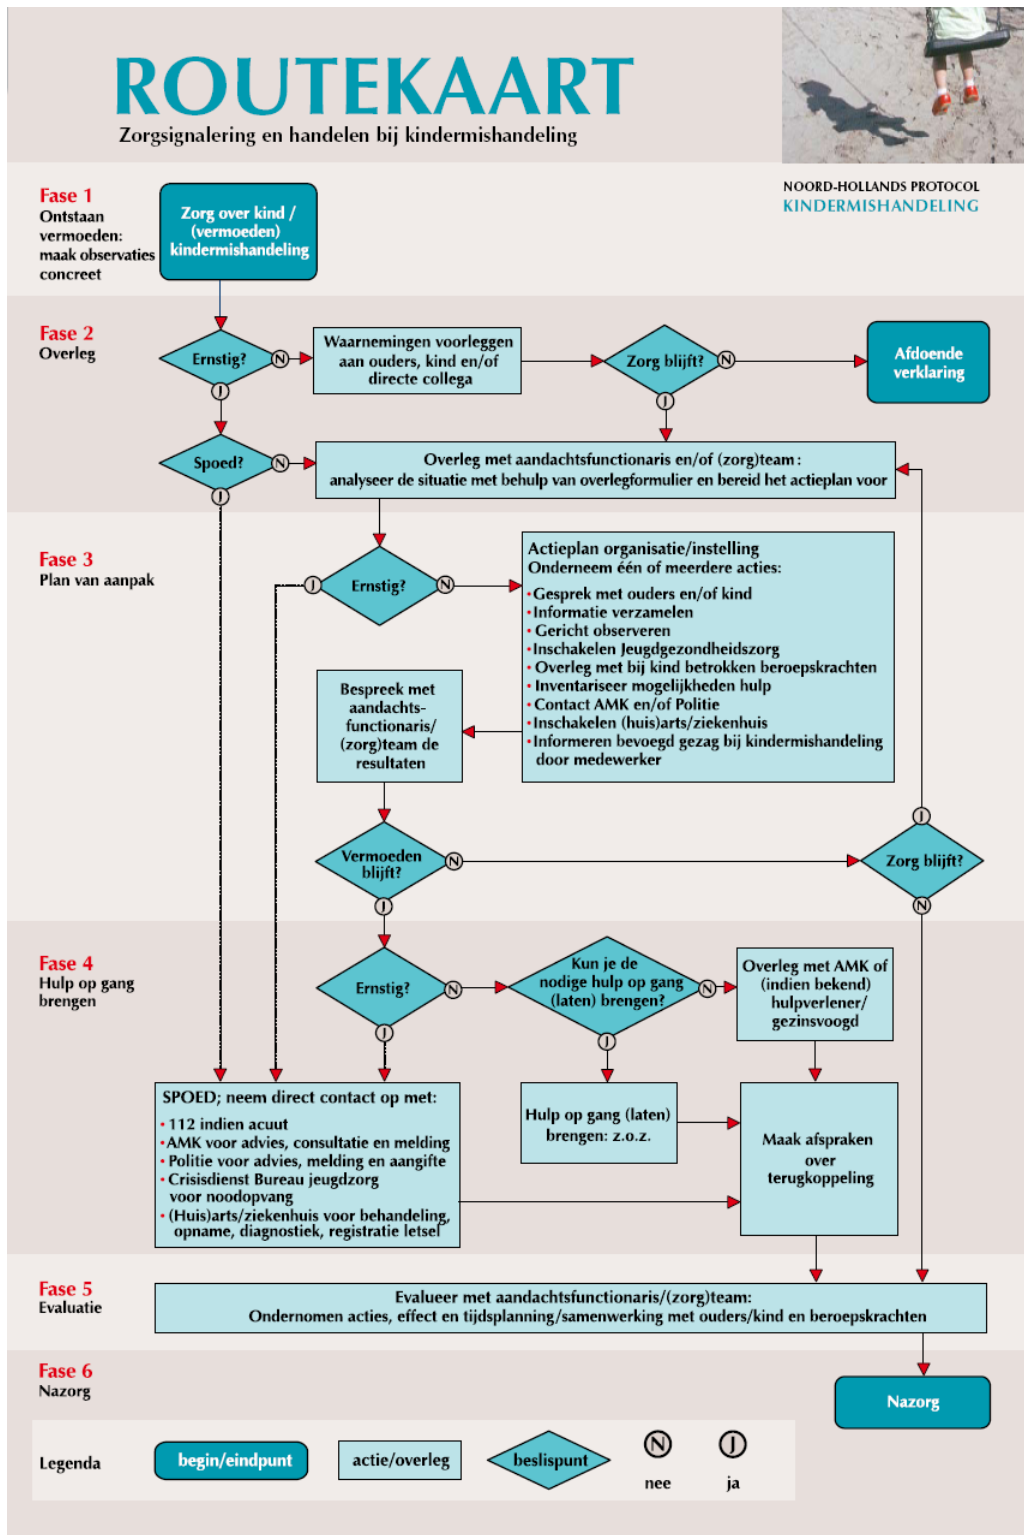 ROUTEKAART
Zorgsignalering en handelen bij kindermishandeling
NOORD-HOLLANDS PROTOCOL
KINDERMISHANDELING
Fase 1
Ontstaan
vermoeden:
maak observaties
concreet
Zorg over kind /
(vermoeden)
kindermishandeling
Fase 2
Overleg
Ernstig?
N
J
Waarnemingen voorleggen
aan ouders, kind en/of
directe collega
Zorg blijft?
N
J
Afdoende
verklaring
Spoed?
N
J
Overleg met aandachtsfunctionaris en/of (zorg)team :
analyseer de situatie met behulp van overlegformulier en bereid het actieplan voor
Fase 3
Plan van aanpak
J
Ernstig?
N
Actieplan organisatie/instelling
Onderneem één of meerdere acties:
• Gesprek met ouders en/of kind
• Informatie verzamelen
• Gericht observeren
• Inschakelen Jeugdgezondheidszorg
• Overleg met bij kind betrokken beroepskrachten
• Inventariseer mogelijkheden hulp
• Contact AMK en/of Politie
• Inschakelen (huis)arts/ziekenhuis
• Informeren bevoegd gezag bij kindermishandeling
door medewerker
Bespreek met
aandachts-
functionaris/
(zorg)team de
resultaten
Vermoeden
blijft?
N
J
J
Zorg blijft?
N
Fase 4
Hulp op gang
brengen
Ernstig?
N
J
Kun je de
nodige hulp op gang
(laten) brengen?
N
J
Overleg met AMK of
(indien bekend)
hulpverlener/
gezinsvoogd
SPOED; neem direct contact op met:
• 112 indien acuut
• AMK voor advies, consultatie en melding
• Politie voor advies, melding en aangifte
• Crisisdienst Bureau jeugdzorg
voor noodopvang
• (Huis)arts/ziekenhuis voor behandeling,
opname, diagnostiek, registratie letsel
Hulp op gang (laten)
brengen: z.o.z.
Maak afspraken
over
terugkoppeling
Fase 5
Evaluatie
Evalueer met aandachtsfunctionaris/(zorg)team:
Ondernomen acties, effect en tijdsplanning/samenwerking met ouders/kind en beroepskrachten
Fase 6
Nazorg
Nazorg
Legenda
begin/eindpunt
actie/overleg
beslispunt
N
nee
J
ja